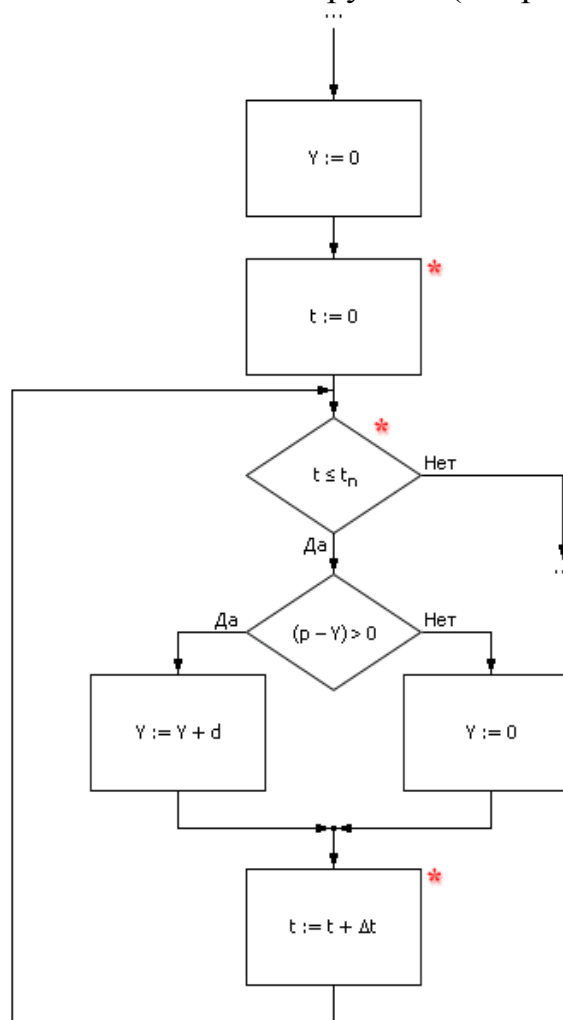 ...
Y := 0
*
t := 0
*
t ≤ tn
Нет
Да
...
Да
(p – Y) > 0
Нет
Y := Y + d
Y := 0
*
t := t + Δt